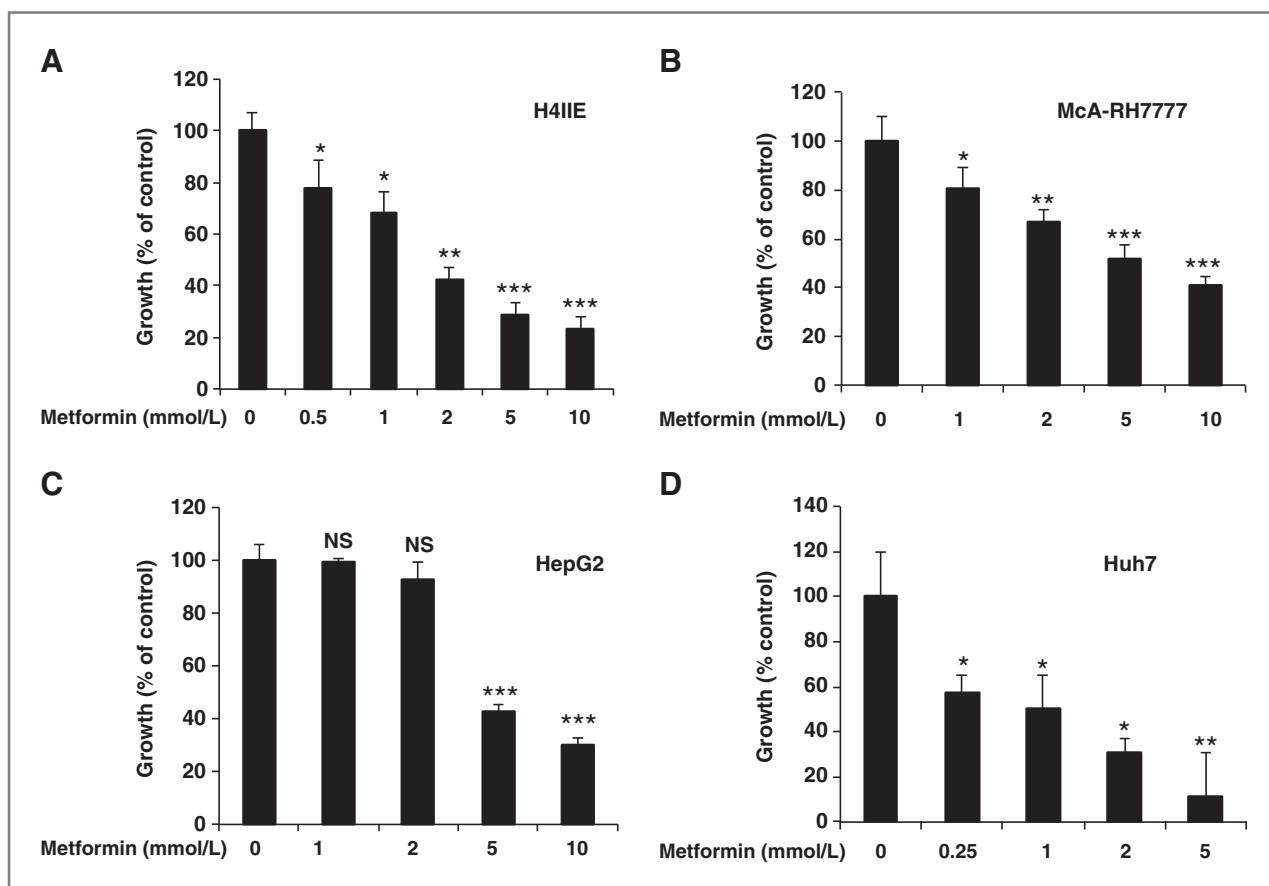 A
H4IIE
Growth (% of control)
120
100
80
60
40
20
0
*
*
**
***
***
Metformin (mmol/L) 0 0.5 1 2 5 10
B
McA-RH7777
Growth (% of control)
120
100
80
60
40
20
0
*
**
***
***
Metformin (mmol/L) 0 1 2 5 10
C
HepG2
Growth (% of control)
120
100
80
60
40
20
0
NS
NS
***
***
Metformin (mmol/L) 0 1 2 5 10
D
Huh7
Growth (% control)
140
120
100
80
60
40
20
0
*
*
*
**
Metformin (mmol/L) 0 0.25 1 2 5